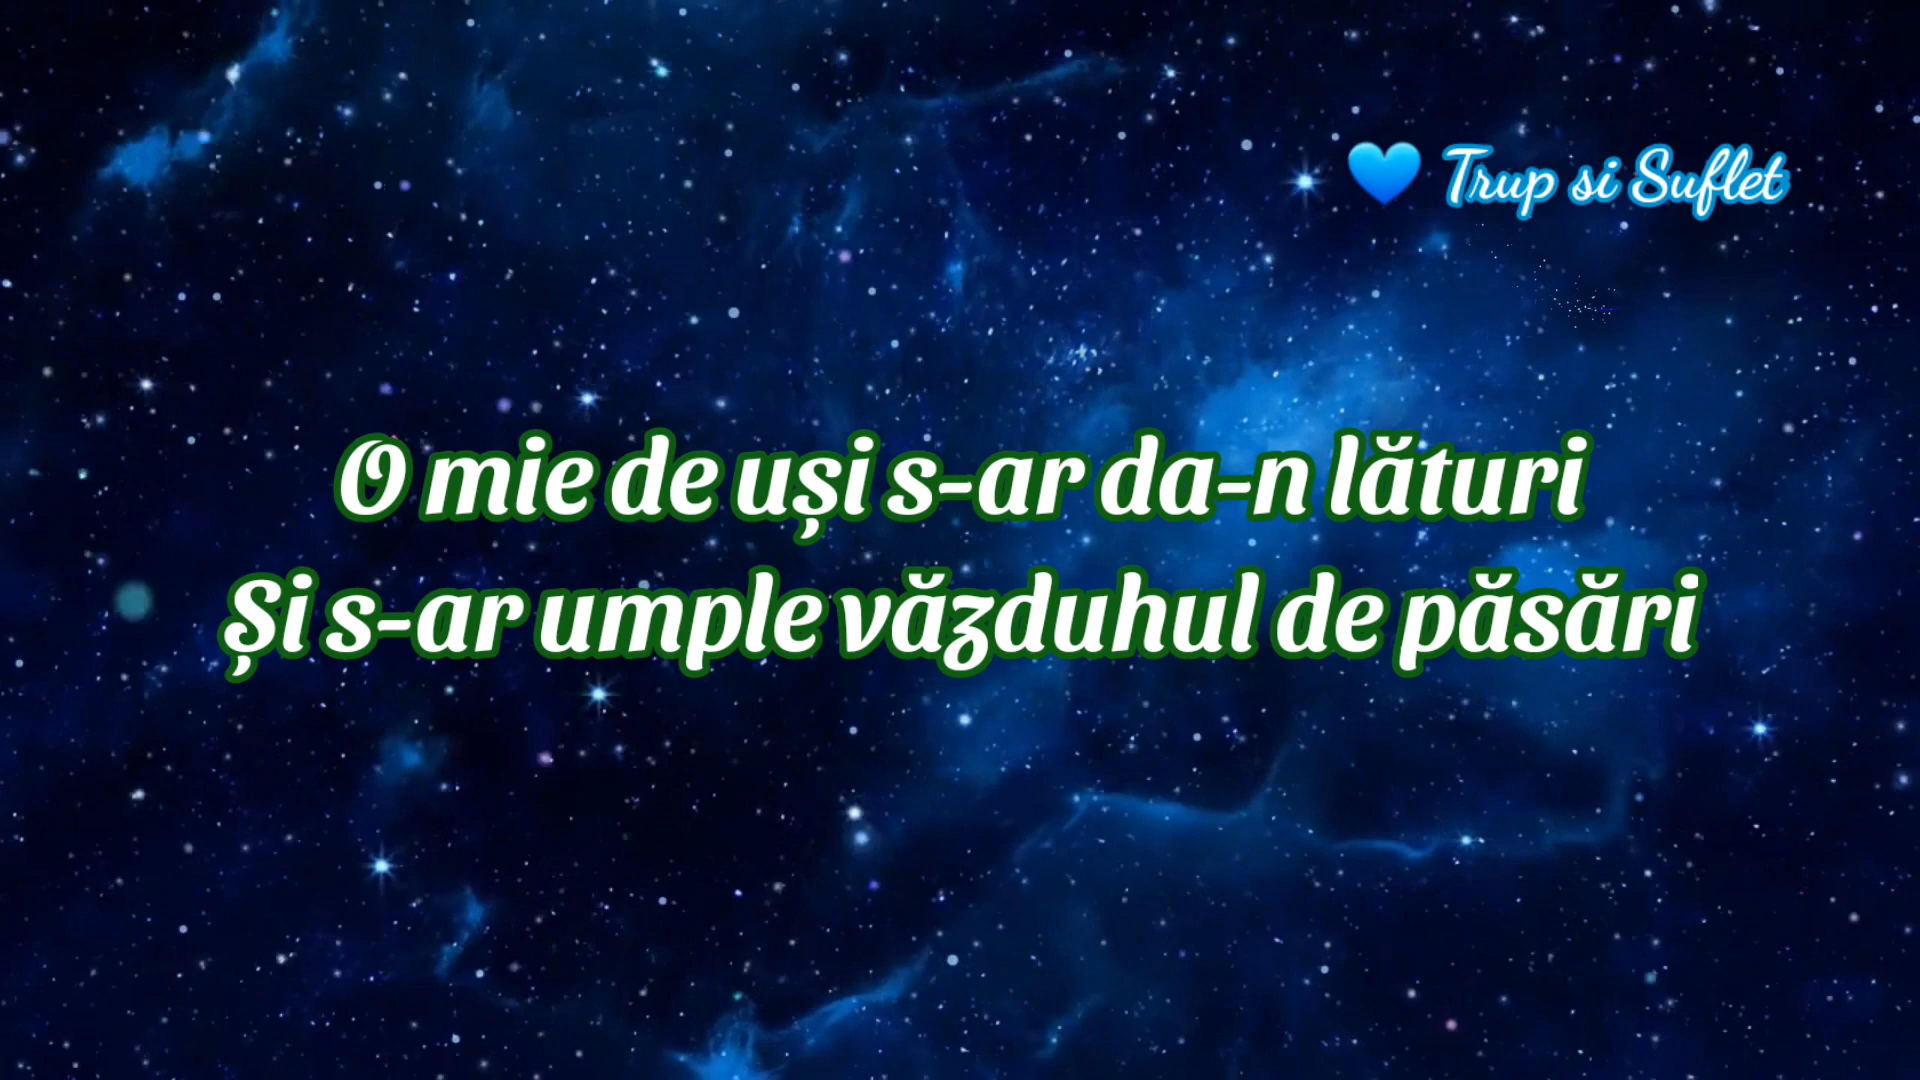 💙 Trup si Suflet
O mie de uși s-ar da-n lături
Și s-ar umple văzduhul de păsări